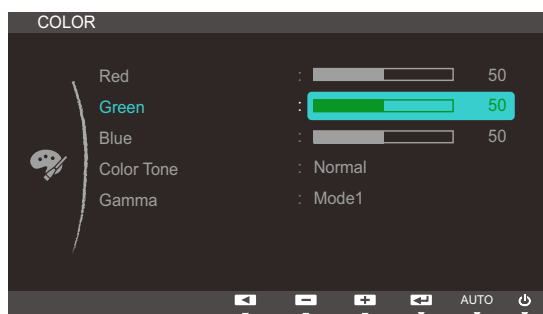 COLOR
Red : 50
Green : 50
Blue : 50
Color Tone : Normal
Gamma : Mode1
AUTO